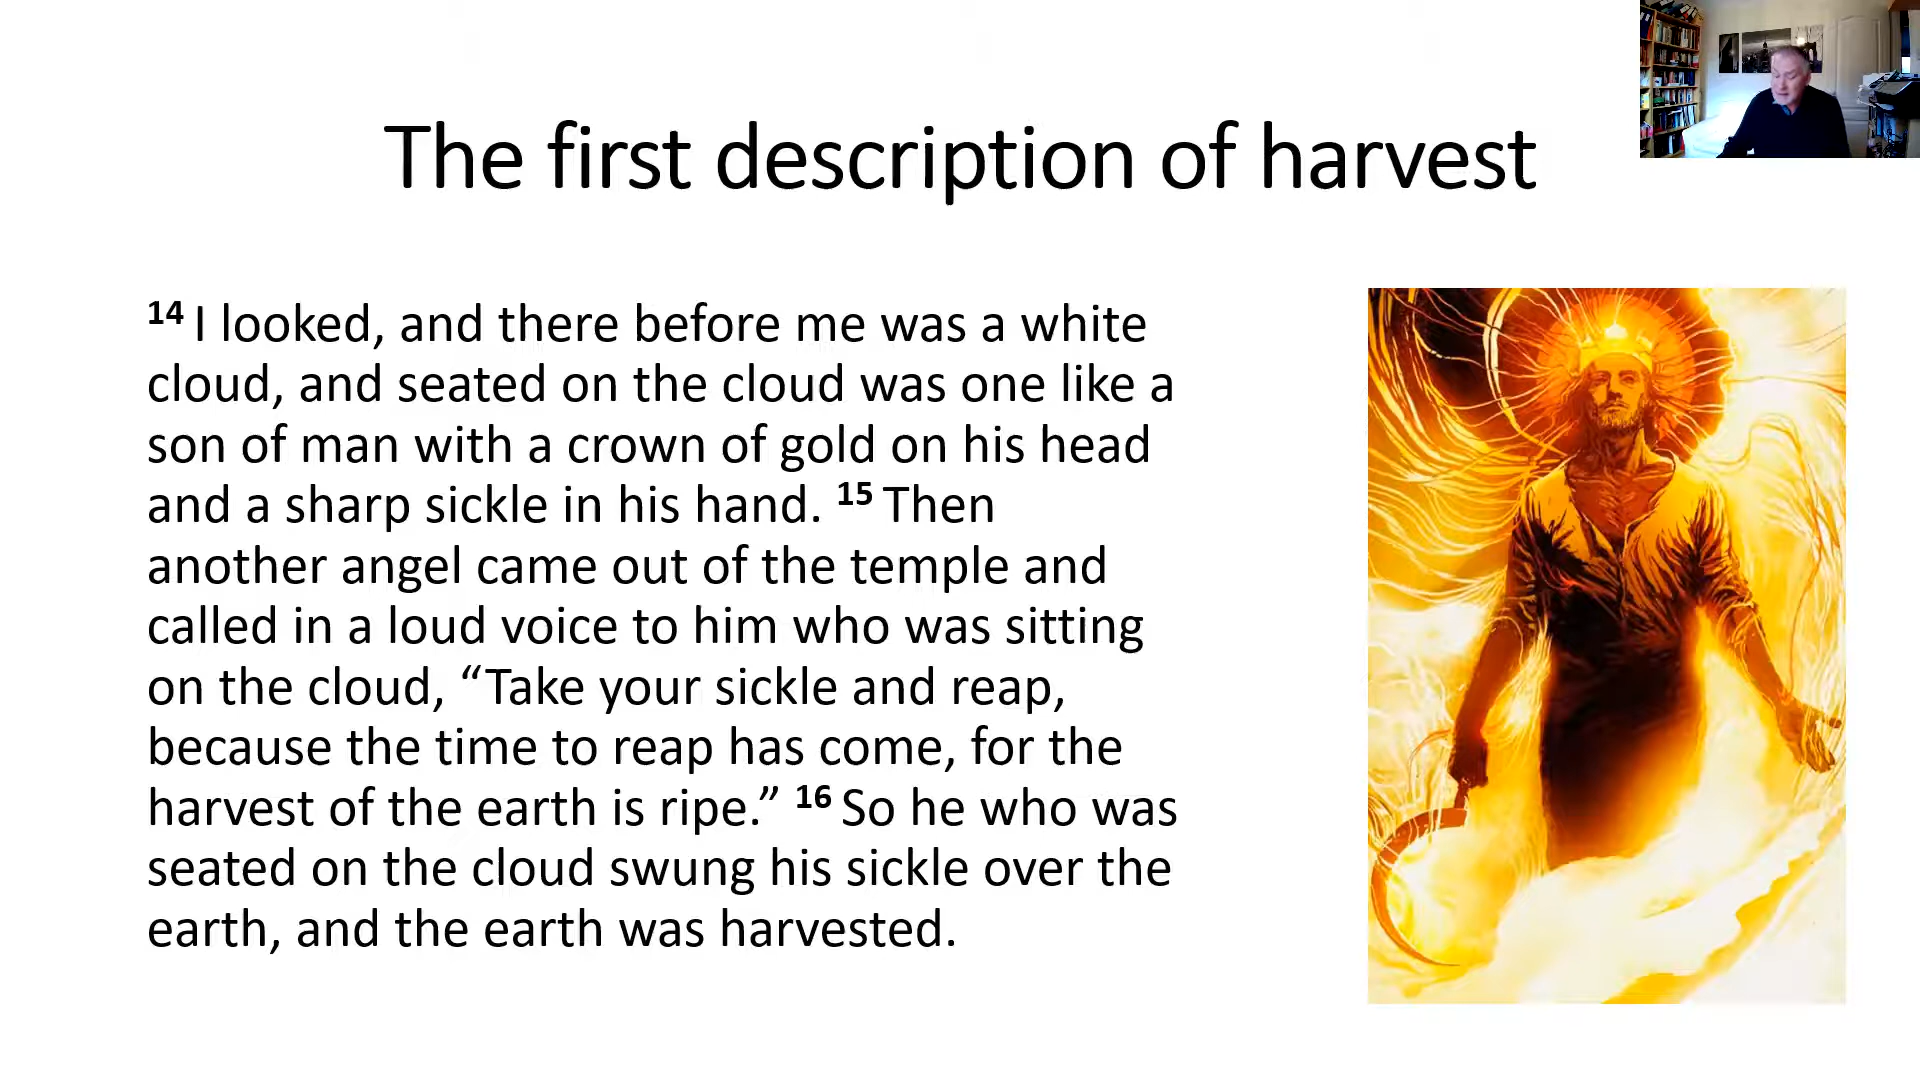 The first description of harvest
14 I looked, and there before me was a white
cloud, and seated on the cloud was one like a
son of man with a crown of gold on his head
and a sharp sickle in his hand. 15 Then
another angel came out of the temple and
called in a loud voice to him who was sitting
on the cloud, “Take your sickle and reap,
because the time to reap has come, for the
harvest of the earth is ripe.” 16 So he who was
seated on the cloud swung his sickle over the
earth, and the earth was harvested.